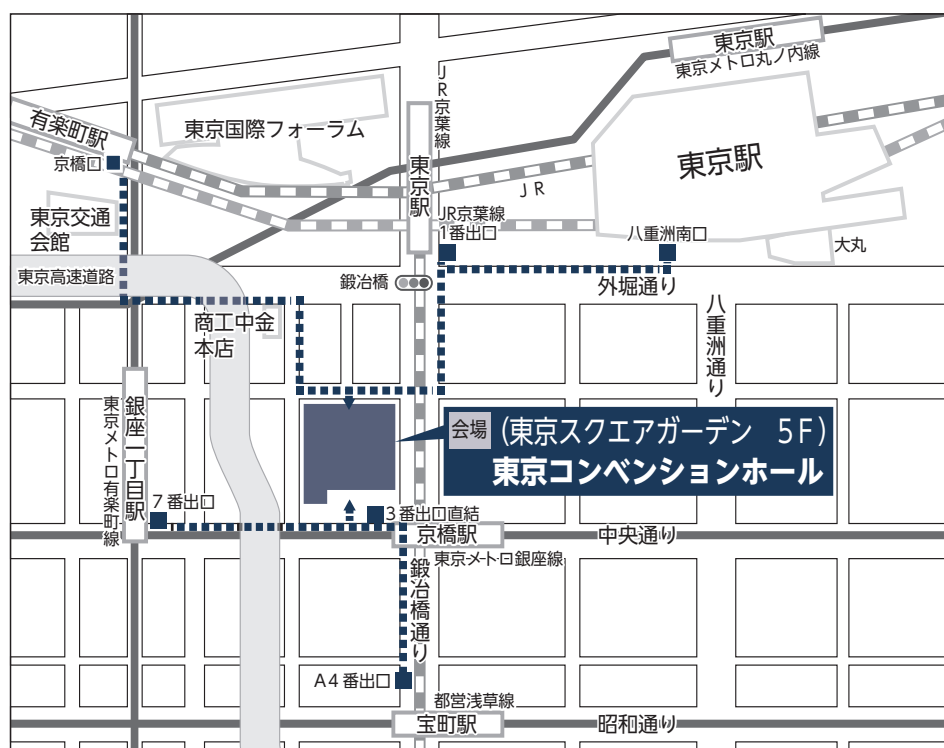 東京駅
東京メトロ丸ノ内線
JR京葉線
有楽町駅
京橋口
東京国際フォーラム
東京駅
東京駅
JR
東京交通
会館
JR京葉線
1番出口
八重洲南口
大丸
東京高速道路
鍛冶橋
外堀通り
商工中金
本店
八重洲通り
銀座一丁目駅
東京メトロ有楽町線
会場
(東京スクエアガーデン 5F)
東京コンベンションホール
7番出口
3番出口直結
京橋駅
中央通り
東京メトロ銀座線
鍛冶橋通り
A4番出口
都営浅草線
宝町駅
昭和通り